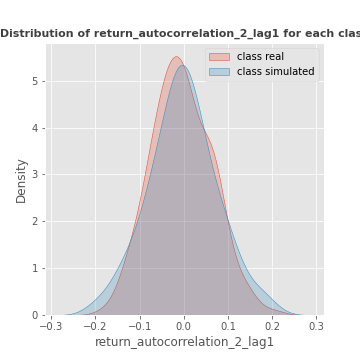 Distribution of return_autocorrelation_2_lag1 for each clas
class real
class simulated
5
4
3
2
1
0
Density
−0.3 −0.2 −0.1 0.0 0.1 0.2 0.3
return_autocorrelation_2_lag1